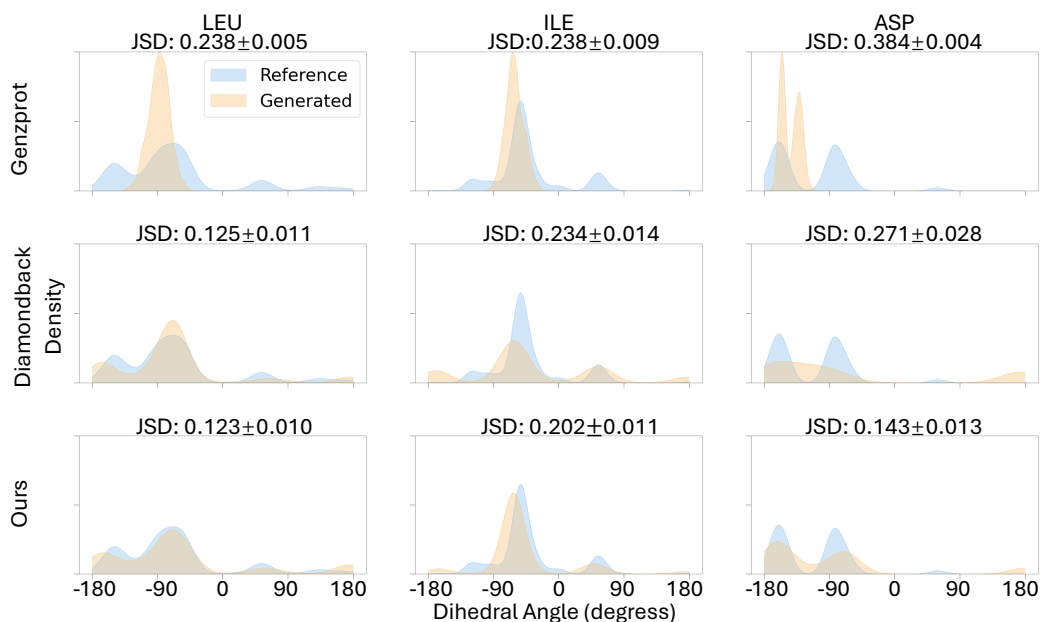 LEU ILE ASP
JSD: 0.238±0.005 JSD:0.238±0.009 JSD: 0.384±0.004
Genzprot
Reference
Generated
JSD: 0.125±0.011 JSD: 0.234±0.014 JSD: 0.271±0.028
Diamondback
Density
JSD: 0.123±0.010 JSD: 0.202±0.011 JSD: 0.143±0.013
Ours
-180 -90 0 90 180 -180 -90 0 90 180 -180 -90 0 90 180
Dihedral Angle (degress)